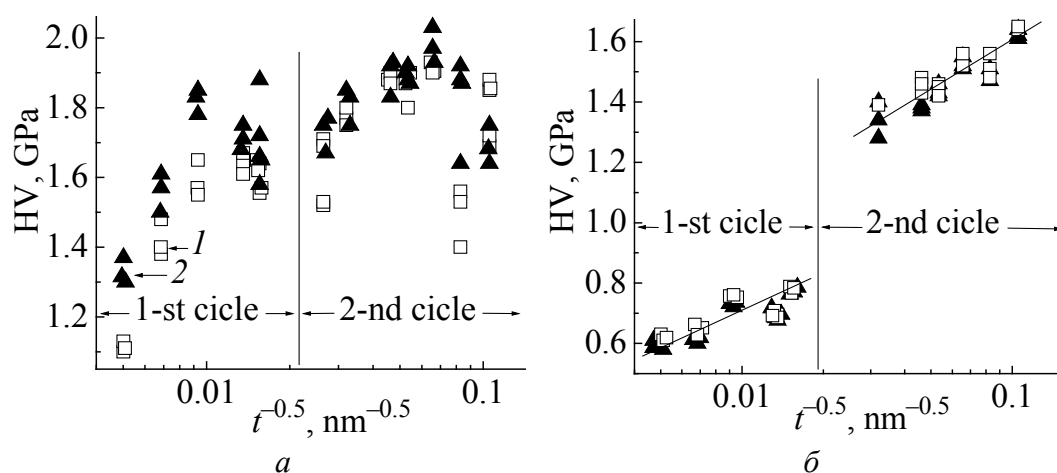 2.0
1.8
1.6
1.4
1.2
HV, GPa
1
2
1-st cicle
2-nd cicle
0.01
0.1
t^–0.5, nm^–0.5
а
1.6
1.4
1.2
1.0
0.8
0.6
HV, GPa
1-st cicle
2-nd cicle
0.01
0.1
t^–0.5, nm^–0.5
б